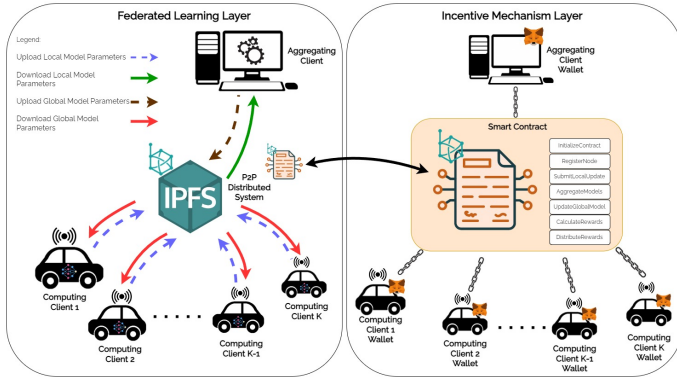 Federated Learning Layer
Legend:
Upload Local Model Parameters
Download Local Model
Parameters
Upload Global Model Parameters
Download Global Model
Parameters
Aggregating
Client
P2P
Distributed
System
IPFS
Computing
Client 1
Computing
Client 2
Computing
Client K-1
Computing
Client K
Incentive Mechanism Layer
Aggregating
Client
Wallet
Smart Contract
InitializeContract
RegisterNode
SubmitLocalUpdate
AggregateModels
UpdateGlobalModel
CalculateRewards
DistributeRewards
Computing
Client 1
Wallet
Computing
Client 2
Wallet
Computing
Client K-1
Wallet
Computing
Client K
Wallet